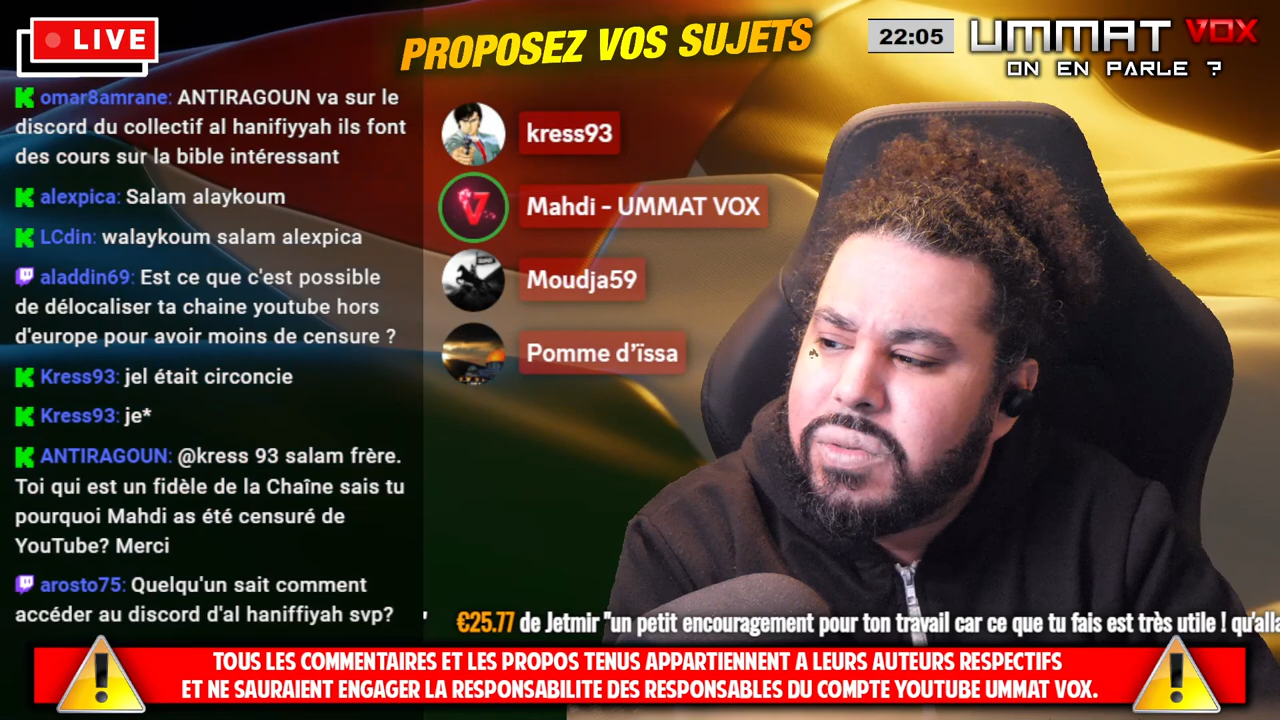 LIVE
PROPOSEZ VOS SUJETS
22:05
UMMAT VOX
ON EN PARLE ?
omar8amrane: ANTIRAGOUN va sur le
discord du collectif al hanifiyyah ils font
des cours sur la bible intéressant
alexpica: Salam alaykoum
LCdin: walaykoum salam alexpica
aladdin69: Est ce que c'est possible
de délocaliser ta chaine youtube hors
d'europe pour avoir moins de censure ?
Kress93: jel était circoncie
Kress93: je*
ANTIRAGOUN: @kress 93 salam frère.
Toi qui est un fidèle de la Chaîne sais tu
pourquoi Mahdi as été censuré de
YouTube? Merci
arosto75: Quelqu'un sait comment
accéder au discord d'al haniffiyah svp?
kress93
Mahdi - UMMAT VOX
Moudja59
Pomme d'ïssa
" €25.77 de Jetmir "un petit encouragement pour ton travail car ce que tu fais est très utile ! qu'alla
TOUS LES COMMENTAIRES ET LES PROPOS TENUS APPARTIENNENT A LEURS AUTEURS RESPECTIFS
ET NE SAURAIENT ENGAGER LA RESPONSABILITE DES RESPONSABLES DU COMPTE YOUTUBE UMMAT VOX.